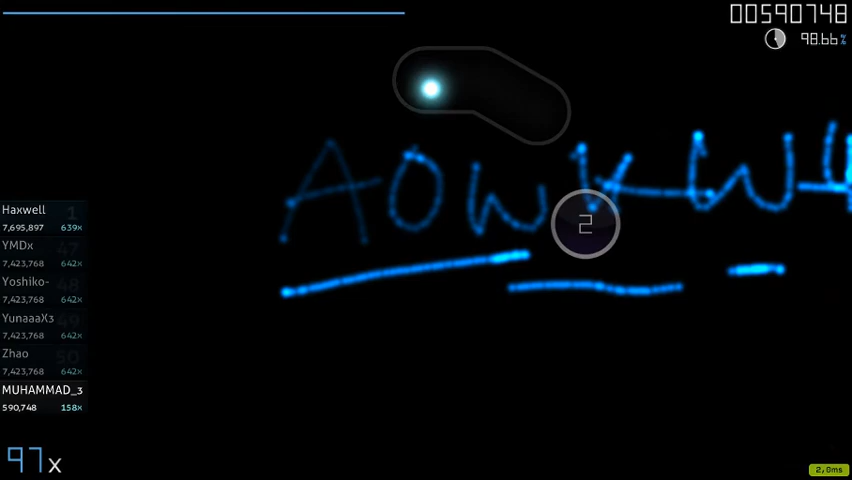 00590748
98.66%
2
Haxwell 1
7,695,897 639x
YMDx 47
7,423,768 642x
Yoshiko- 48
7,423,768 642x
YunaaaX3 49
7,423,768 642x
Zhao 50
7,423,768 642x
MUHAMMAD_3
590,748 158x
97x
2,0ms